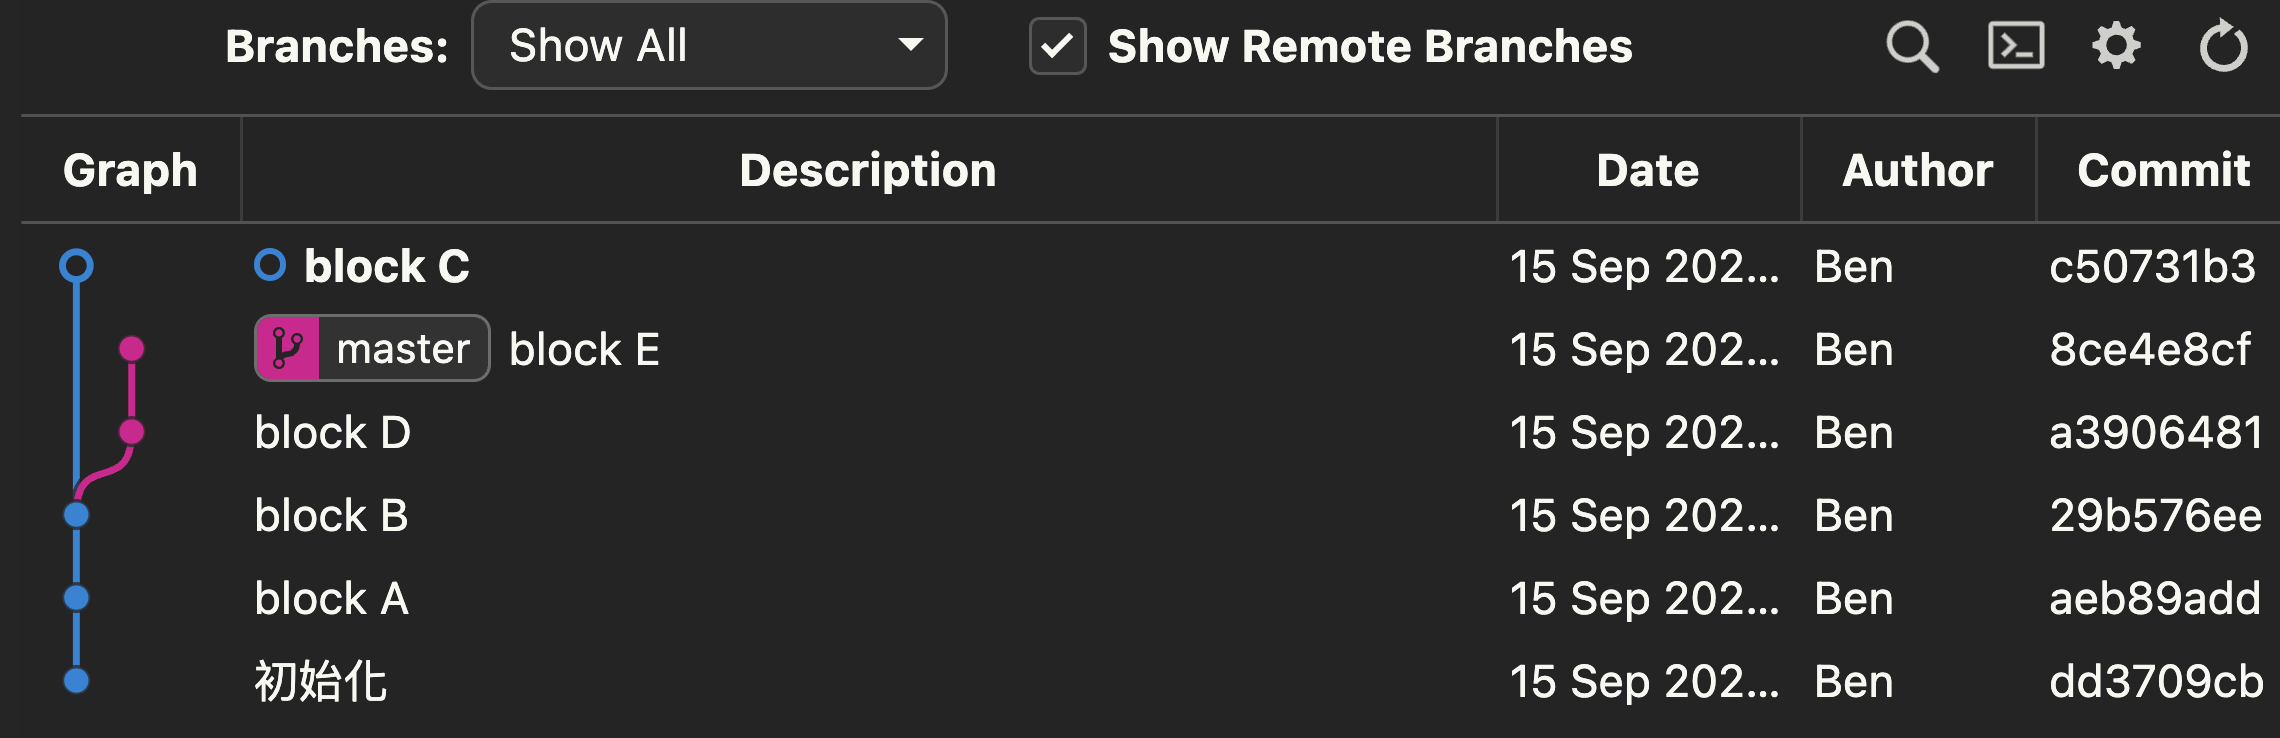 Branches: Show All Show Remote Branches
Graph Description Date Author Commit
block C 15 Sep 202... Ben c50731b3
master block E 15 Sep 202... Ben 8ce4e8cf
block D 15 Sep 202... Ben a3906481
block B 15 Sep 202... Ben 29b576ee
block A 15 Sep 202... Ben aeb89add
初始化 15 Sep 202... Ben dd3709cb